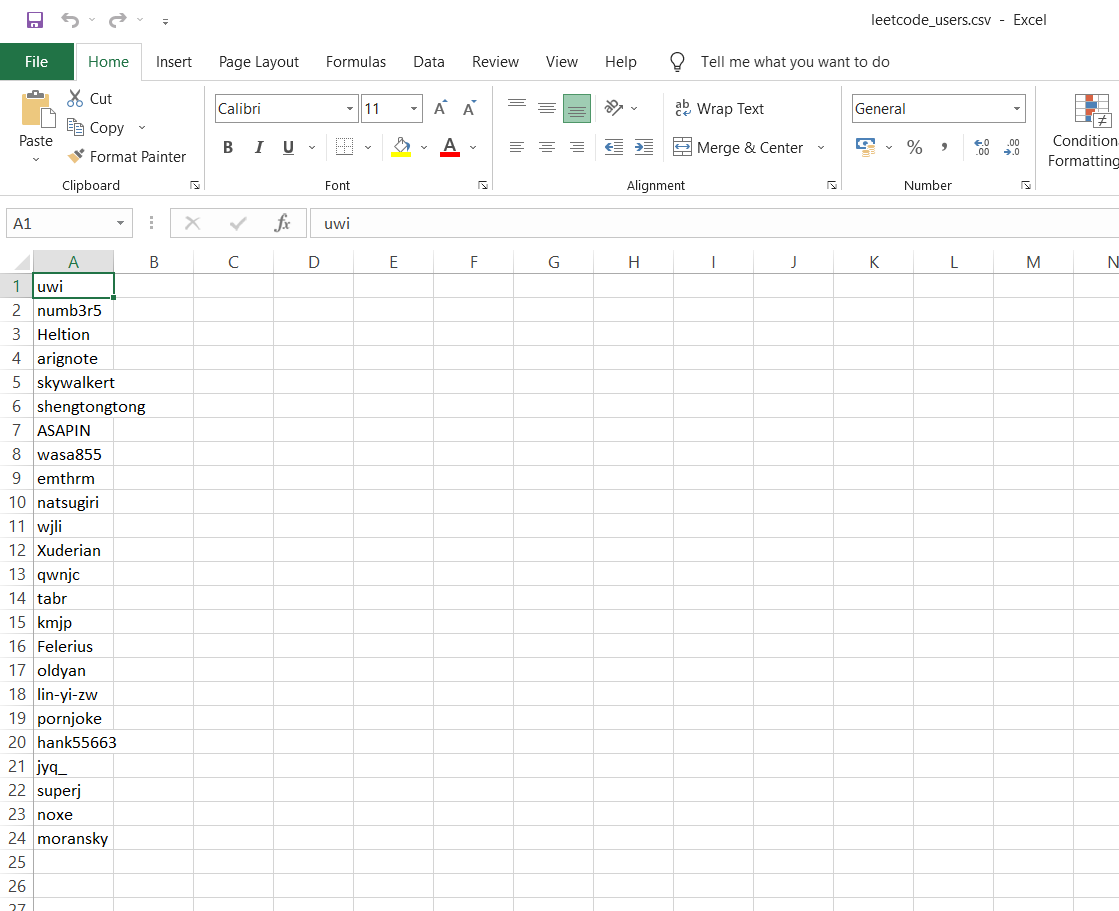 leetcode_users.csv - Excel
File Home Insert Page Layout Formulas Data Review View Help Tell me what you want to do
Paste
Cut
Copy
Format Painter
Clipboard
Calibri 11 A A
B I U A
Font
ab Wrap Text
Merge & Center
Alignment
General
% , .00 .00
Number
Condition
Formatting
A1 fx uwi
A B C D E F G H I J K L M N
1 uwi
2 numb3r5
3 Heltion
4 arignote
5 skywalkert
6 shengtongtong
7 ASAPIN
8 wasa855
9 emthrm
10 natsugiri
11 wjli
12 Xuderian
13 qwnjc
14 tabr
15 kmjp
16 Felerius
17 oldyan
18 lin-yi-zw
19 pornjoke
20 hank55663
21 jyq_
22 superj
23 noxe
24 moransky
25
26
27